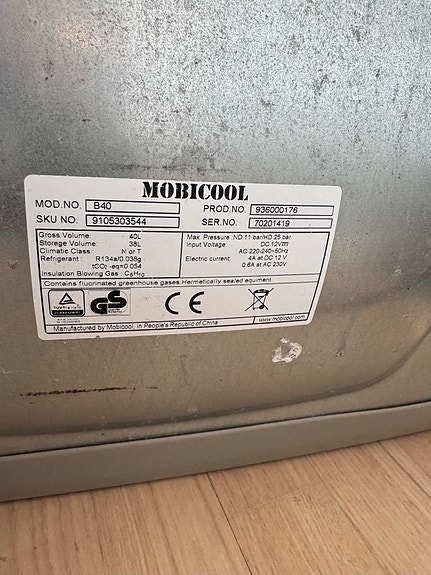 MOBICOOL
MOD.NO. B40 PROD.NO. 936000176
SKU NO. 9105303544 SER.NO. 70201419
Gross Volume 40L
Storage Volume 38L
Climatic Class N or T
Refrigerant R134a/0.038g
tCO₂-eq=0.054
Insulation Blowing Gas : C₅H₁₀
Max. Pressure :ND 11 bar/HD 25 bar
Input Voltage DC 12V
AC 220-240~50Hz
Electric current: 4A at DC 12 V
0.6A at AC 230V
Contains fluorinated greenhouse gases.Hermetically sealed equiment.
GS CE
Manufactured by Mobicool, in People's Republic of China www.mobicool.com